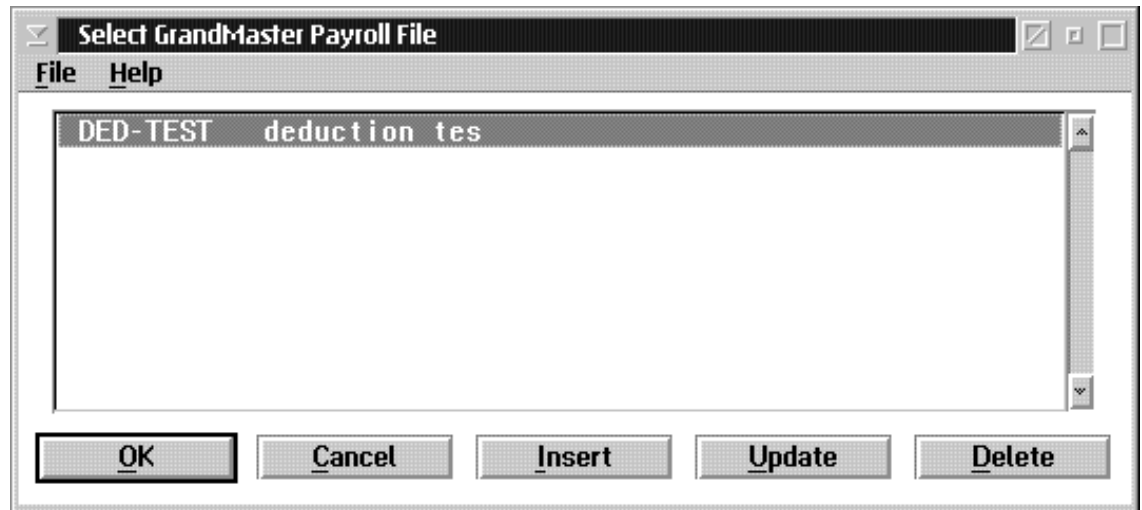 Select GrandMaster Payroll File
File Help
DED-TEST deduction tes
OK Cancel Insert Update Delete